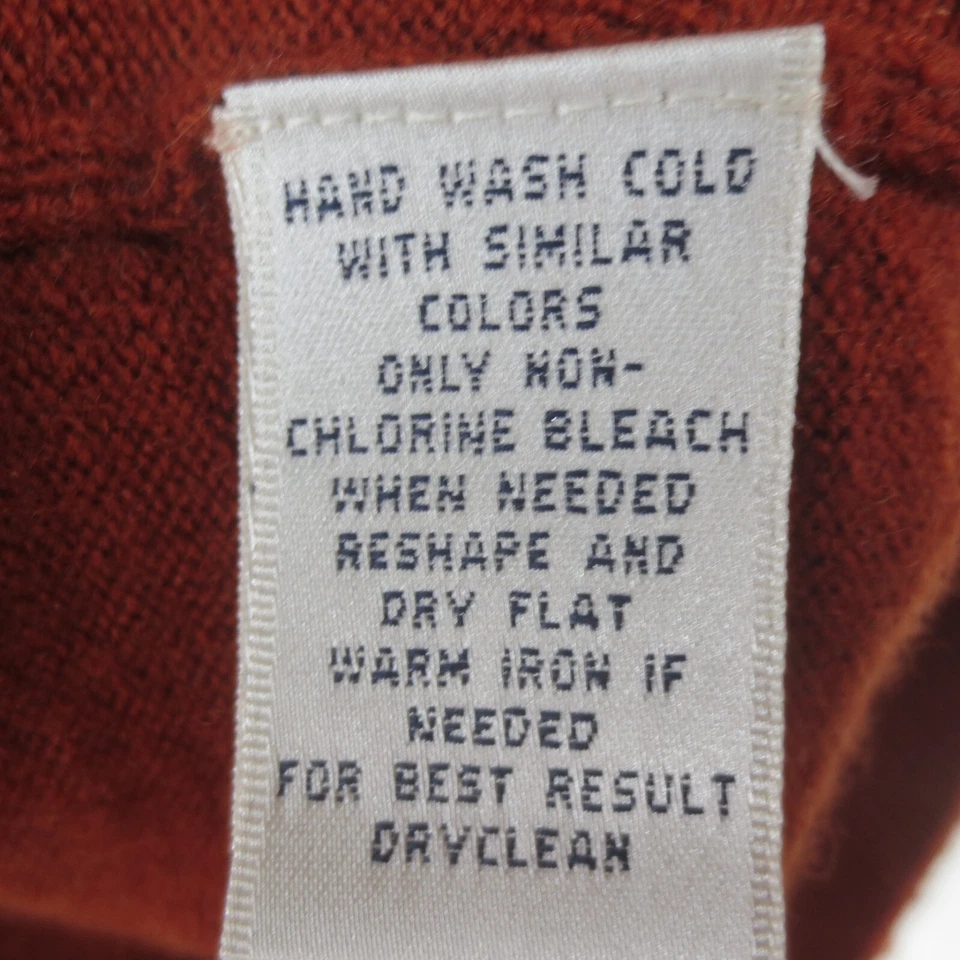 HAND WASH COLD
WITH SIMILAR
COLORS
ONLY NON-
CHLORINE BLEACH
WHEN NEEDED
RESHAPE AND
DRY FLAT
WARM IRON IF
NEEDED
FOR BEST RESULT
DRYCLEAN